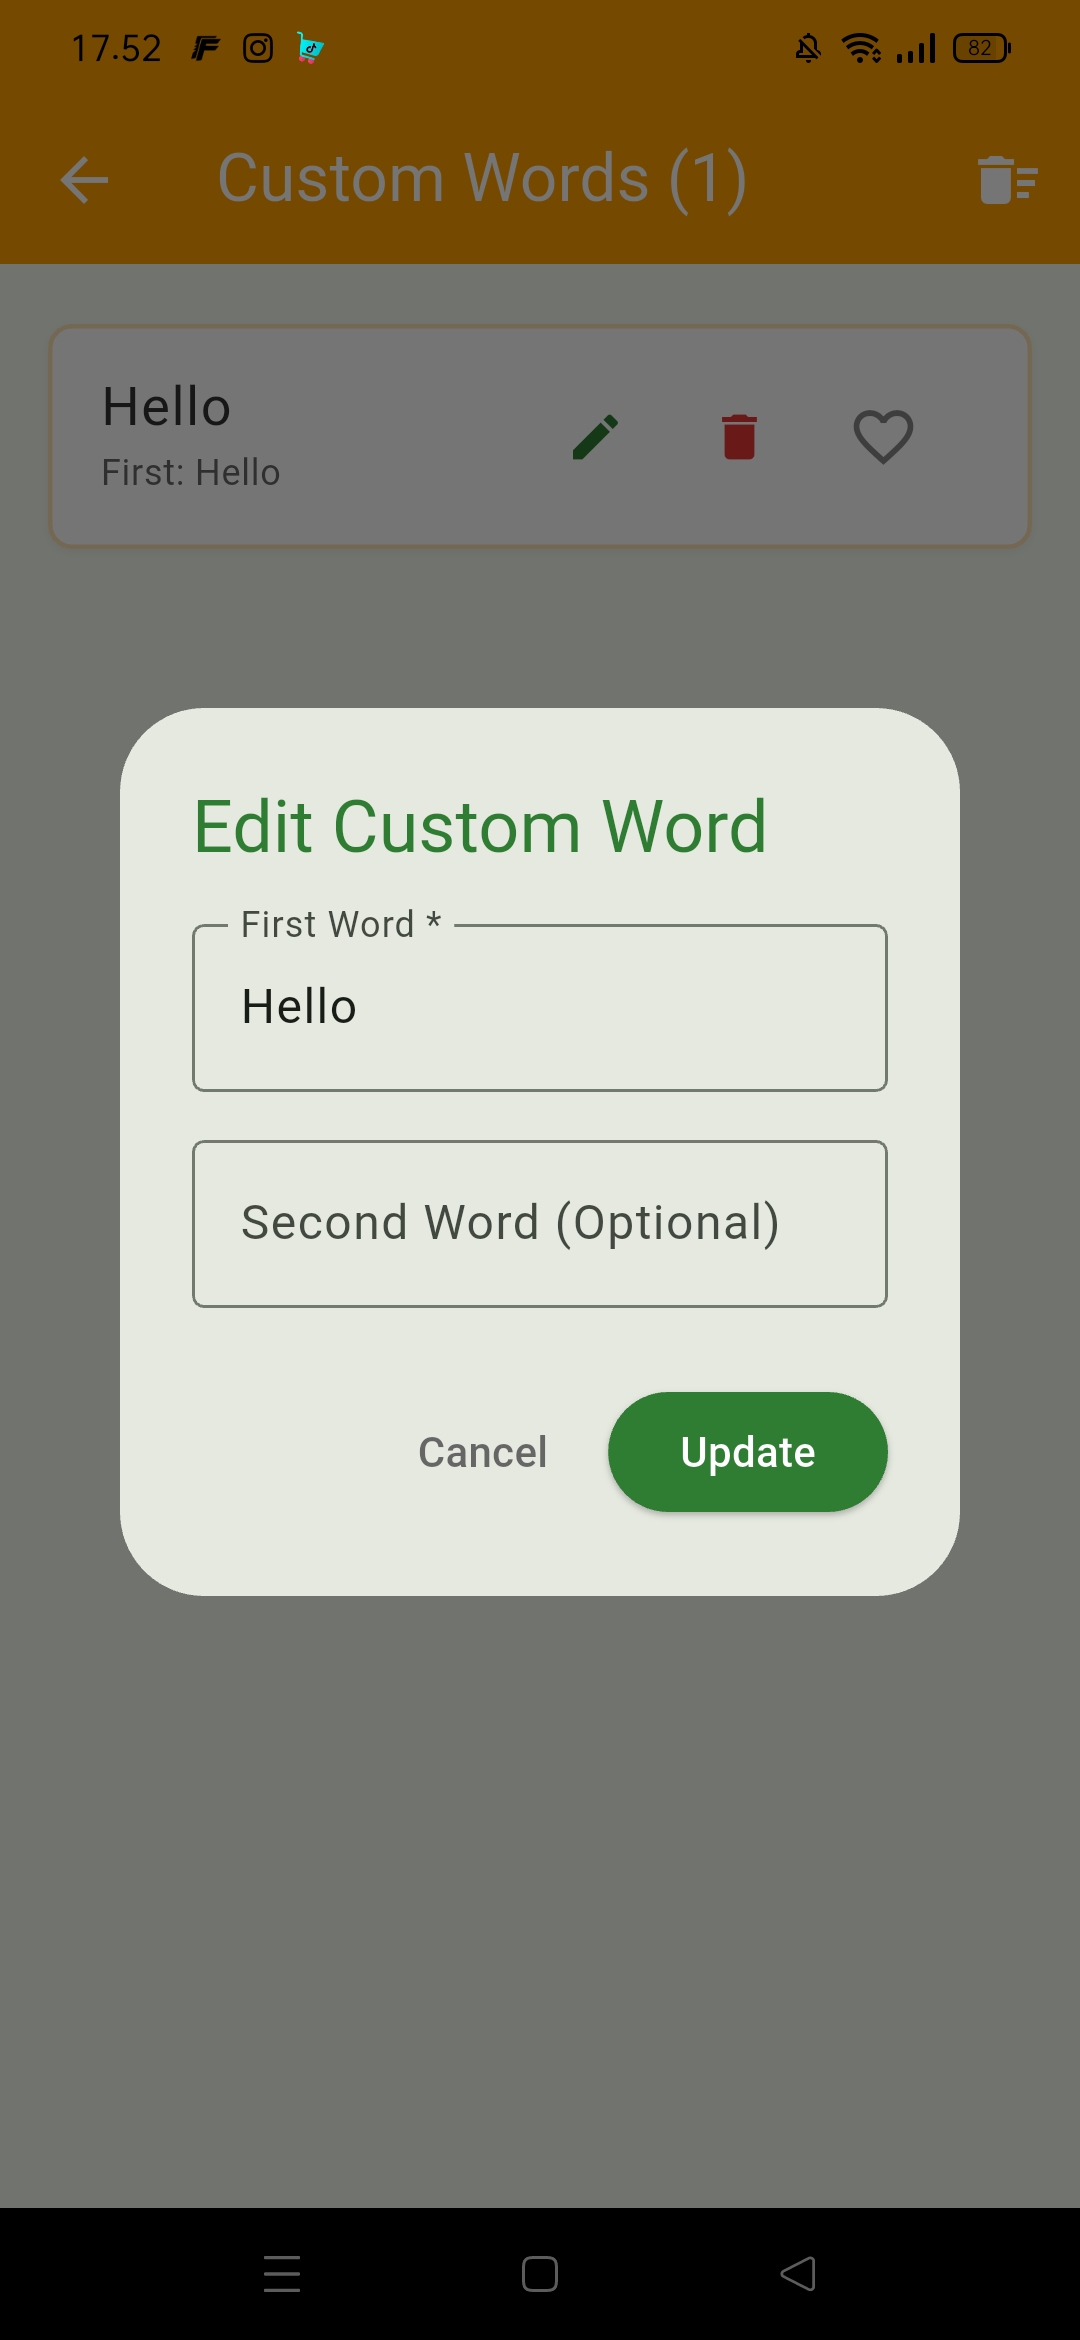 17.52
82
Custom Words (1)
Hello
First: Hello
Edit Custom Word
First Word *
Hello
Second Word (Optional)
Cancel
Update